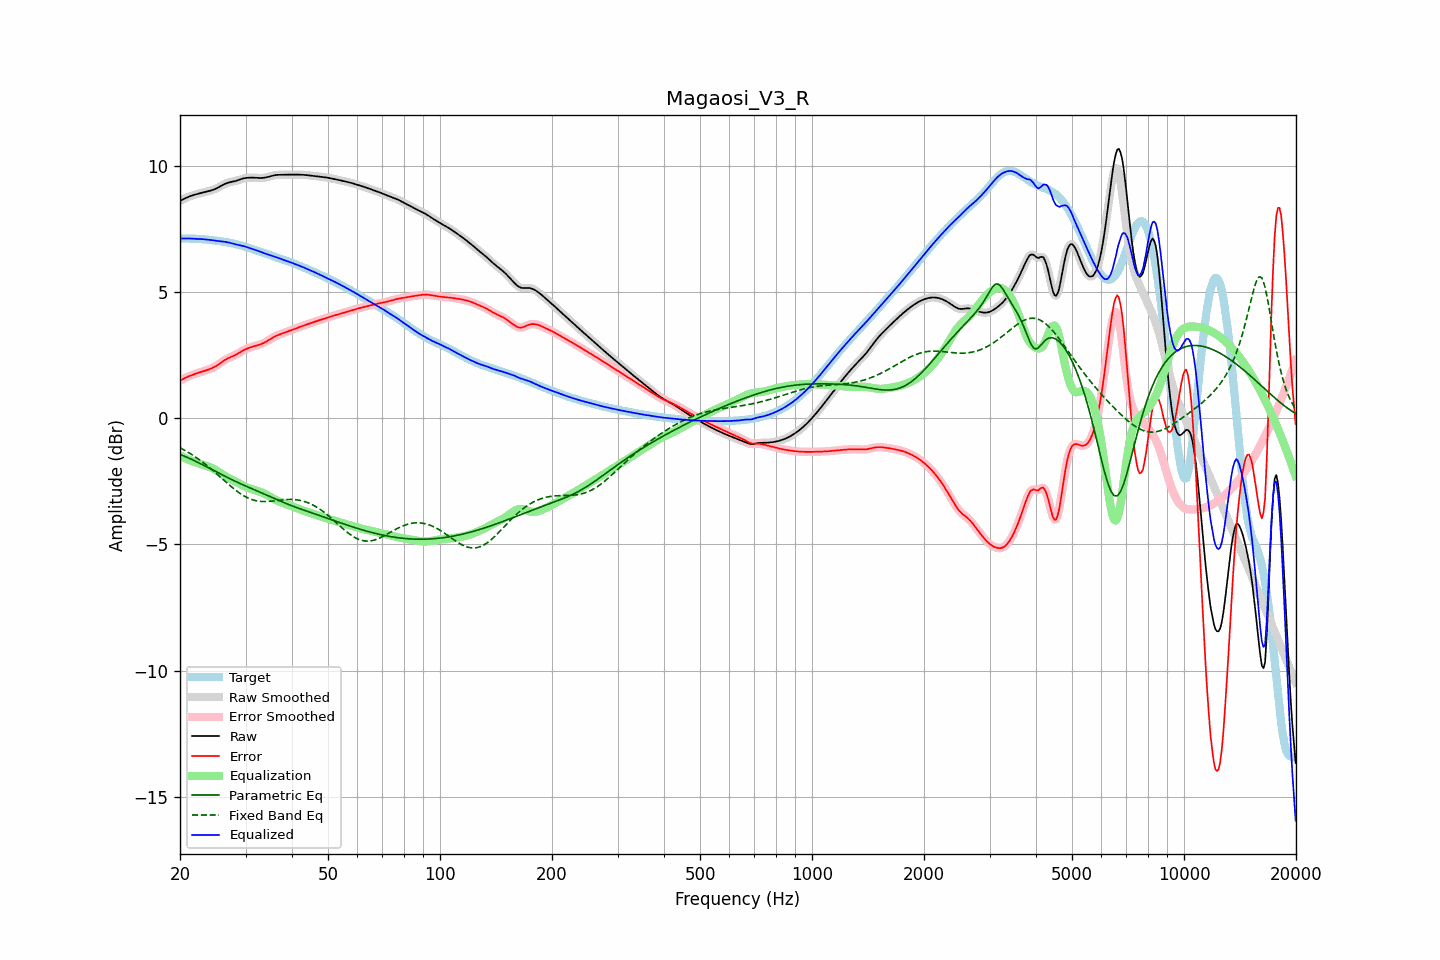 Magaosi_V3_R
10
5
0
−5
−10
−15
Amplitude (dBr)
Target
Raw Smoothed
Error Smoothed
Raw
Error
Equalization
Parametric Eq
Fixed Band Eq
Equalized
20 50 100 200 500 1000 2000 5000 10000 20000
Frequency (Hz)